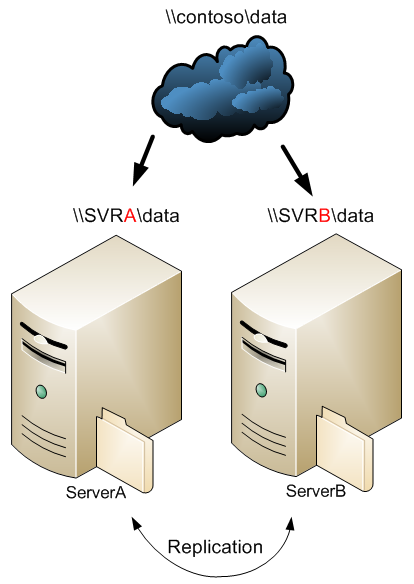 \\contoso\data
\\SVRA\data
\\SVRB\data
ServerA
ServerB
Replication